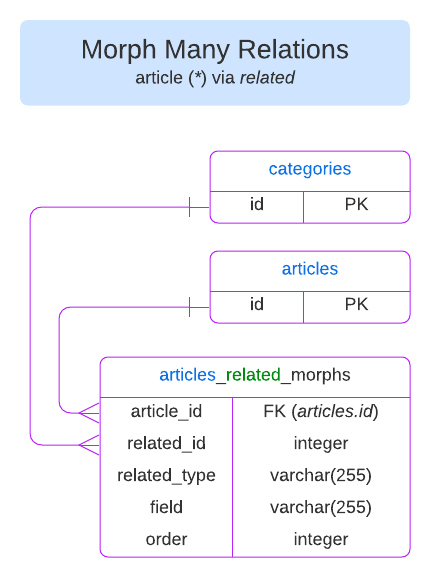 Morph Many Relations
article (*) via related
categories
id PK
articles
id PK
articles_related_morphs
article_id FK (articles.id)
related_id integer
related_type varchar(255)
field varchar(255)
order integer